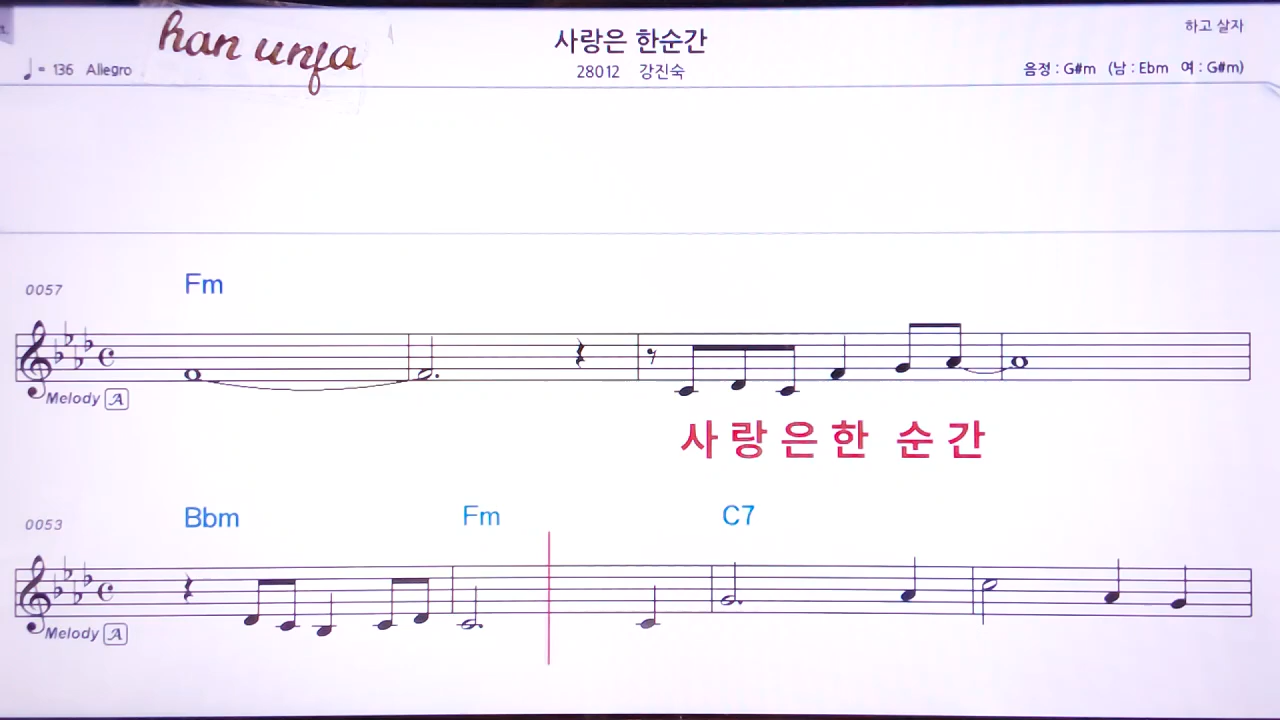 han unja
사랑은 한순간
하고 살자
♩= 136 Allegro
28012 강진숙
음정 : G#m (남 : Ebm 여 : G#m)
Fm
0057
Melody A
사 랑 은 한 순 간
Bbm Fm C7
0053
Melody A